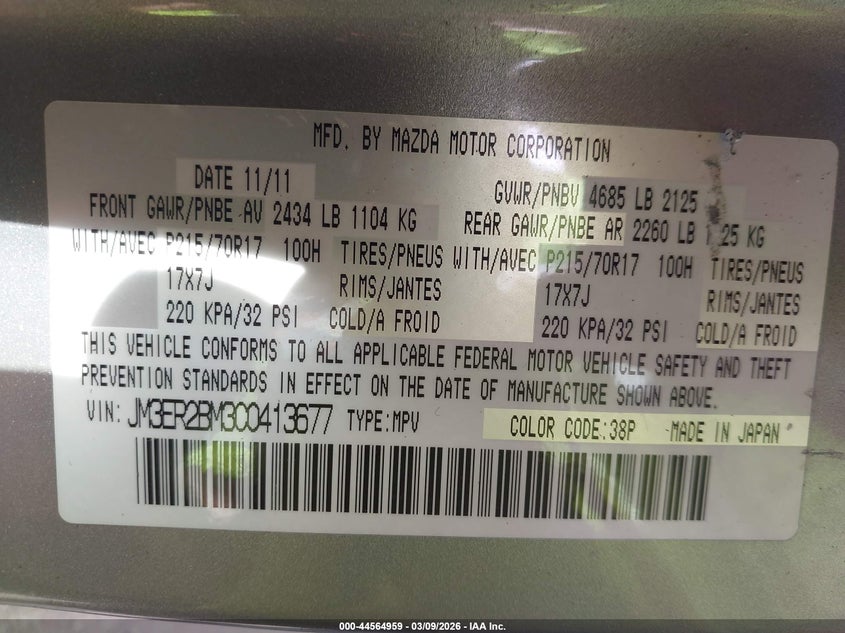 MFD. BY MAZDA MOTOR CORPORATION
DATE 11/11 GVWR/PNBV 4685 LB 2125
FRONT GAWR/PNBE AV 2434 LB 1104 KG REAR GAWR/PNBE AR 2260 LB 25 KG
WITH/AVEC P215/70R17 100H TIRES/PNEUS WITH/AVEC P215/70R17 100H TIRES/PNEUS
17X7J RIMS/JANTES 17X7J RIMS/JANTES
220 KPA/32 PSI COLD/A FROID 220 KPA/32 PSI COLD/A FROID
THIS VEHICLE CONFORMS TO ALL APPLICABLE FEDERAL MOTOR VEHICLE SAFETY AND THEFT
PREVENTION STANDARDS IN EFFECT ON THE DATE OF MANUFACTURE SHOWN ABOVE.
VIN: JM3ER2BM3C0413677 TYPE:MPV COLOR CODE:38P MADE IN JAPAN
000-44564959 - 03/09/2026 - IAA Inc.